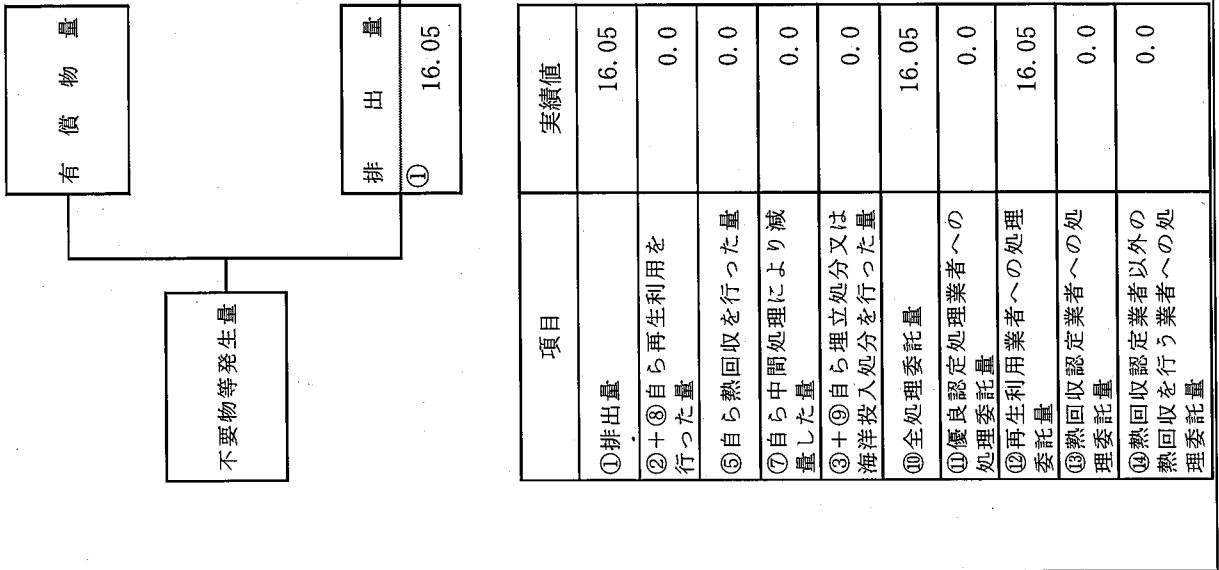 有償物量
不要物等発生量
排出量
①
16.05
項目
実績値
①排出量
16.05
②+⑧自ら再生利用を
行った量
0.0
⑤自ら熱回収を行った量
0.0
⑦自ら中間処理により減
量した量
0.0
③+⑨自ら埋立処分又は
海洋投入処分を行った量
0.0
⑩全処理委託量
16.05
⑪優良認定処理業者への
処理委託量
0.0
⑫再生利用業者への処理
委託量
16.05
⑬熱回収認定業者への処
理委託量
0.0
⑭熱回収認定業者以外の
熱回収を行う業者への処
理委託量
0.0